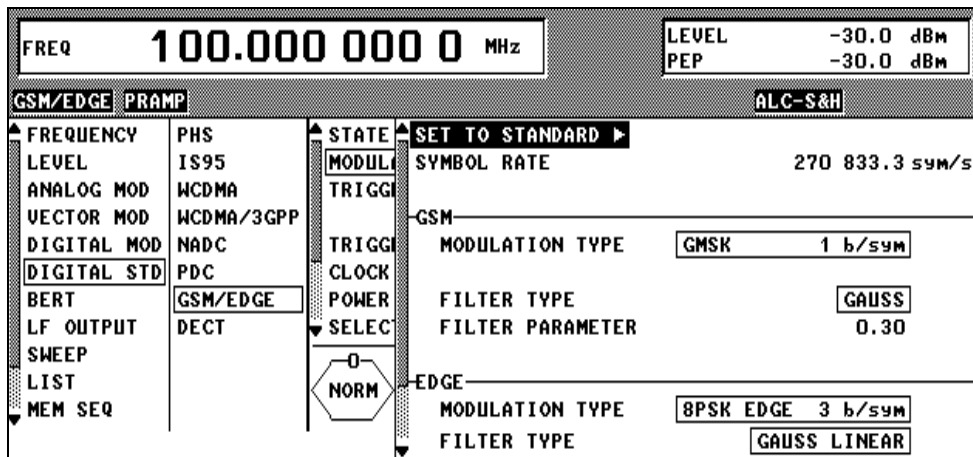 FREQ 100.000 000 0 MHz
LEVEL -30.0 dBm
PEP -30.0 dBm
GSM/EDGE PRAMP ALC-S&H
FREQUENCY
LEVEL
ANALOG MOD
VECTOR MOD
DIGITAL MOD
DIGITAL STD
BERT
LF OUTPUT
SWEEP
LIST
MEM SEQ
PHS
IS95
WCDMA
WCDMA/3GPP
NADC
PDC
GSM/EDGE
DECT
STATE
MODUL
TRIGG
TRIGG
CLOCK
POWER
SELEC
0
NORM
SET TO STANDARD
SYMBOL RATE 270 833.3 sym/s
GSM
MODULATION TYPE GMSK 1 b/sym
FILTER TYPE GAUSS
FILTER PARAMETER 0.30
EDGE
MODULATION TYPE 8PSK EDGE 3 b/sym
FILTER TYPE GAUSS LINEAR